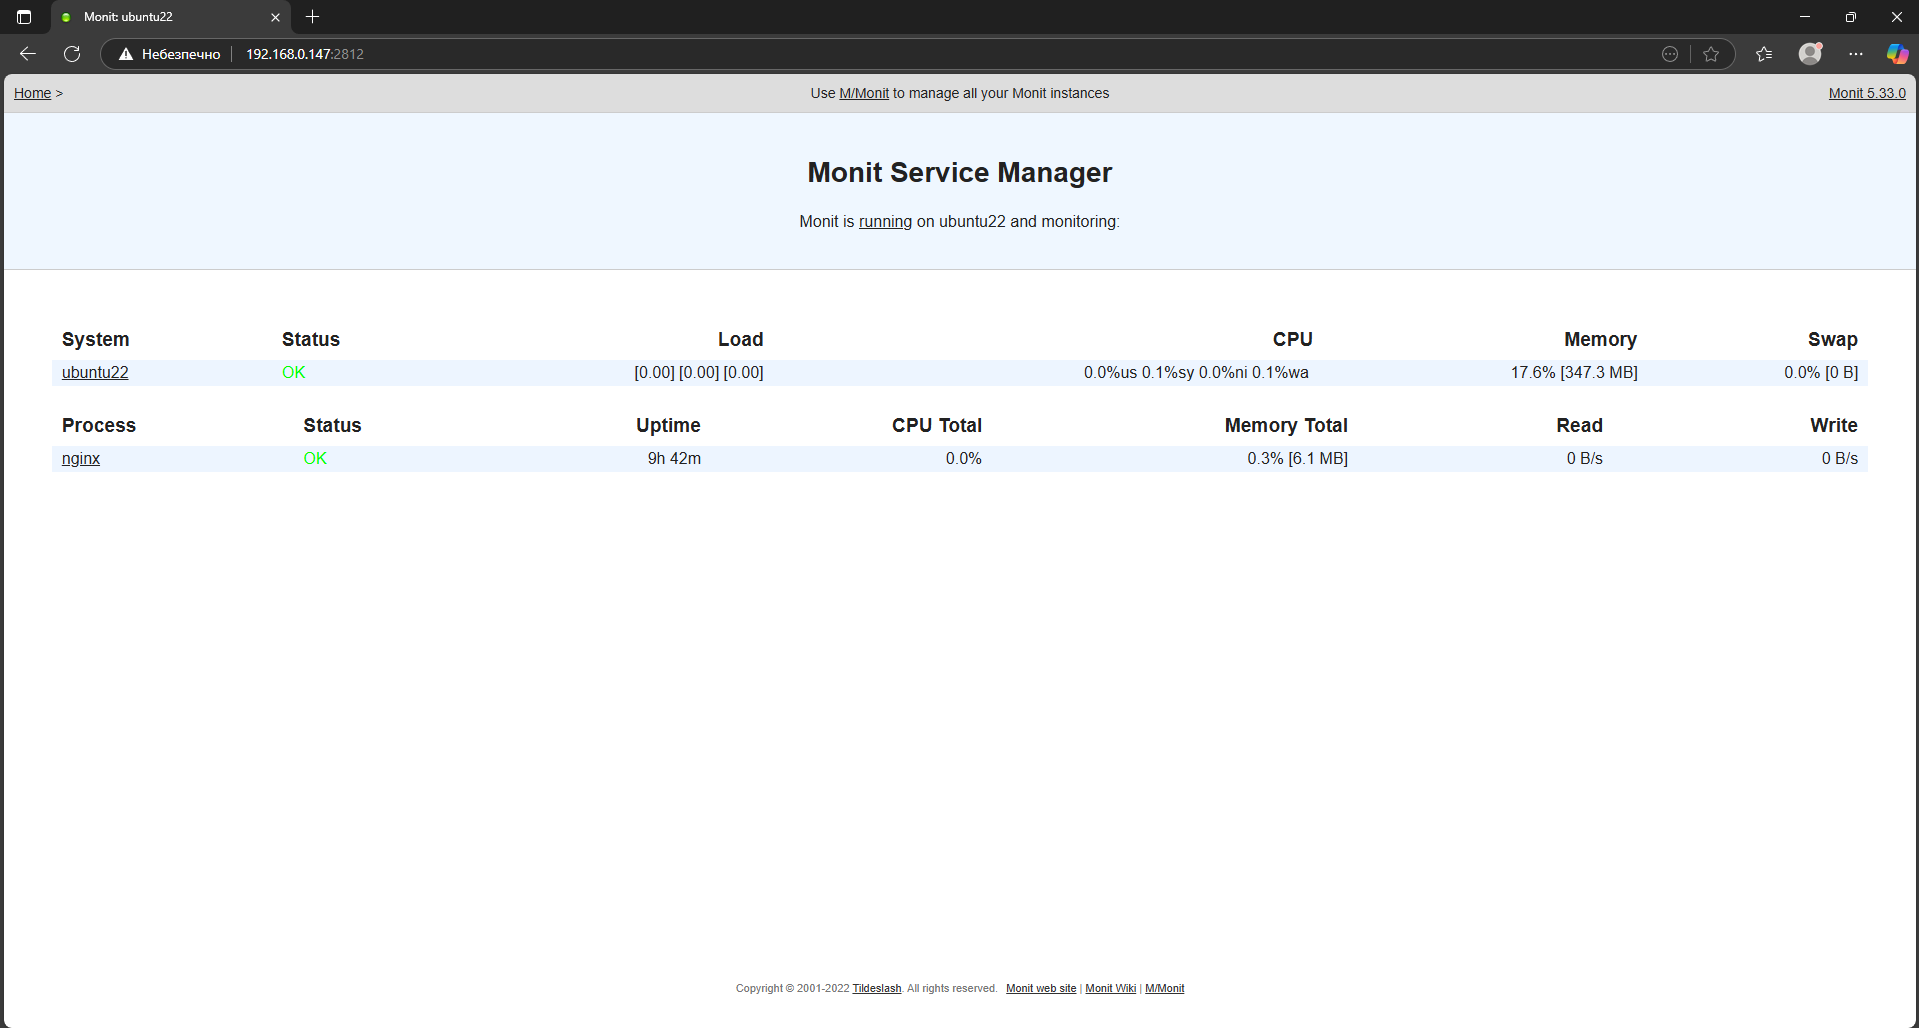 Monit: ubuntu22
Небезпечно 192.168.0.147:2812
Home > Use M/Monit to manage all your Monit instances Monit 5.33.0
Monit Service Manager
Monit is running on ubuntu22 and monitoring:
System Status Load CPU Memory Swap
ubuntu22 OK [0.00] [0.00] [0.00] 0.0%us 0.1%sy 0.0%ni 0.1%wa 17.6% [347.3 MB] 0.0% [0 B]
Process Status Uptime CPU Total Memory Total Read Write
nginx OK 9h 42m 0.0% 0.3% [6.1 MB] 0 B/s 0 B/s
Copyright © 2001-2022 Tildeslash. All rights reserved. Monit web site | Monit Wiki | M/Monit